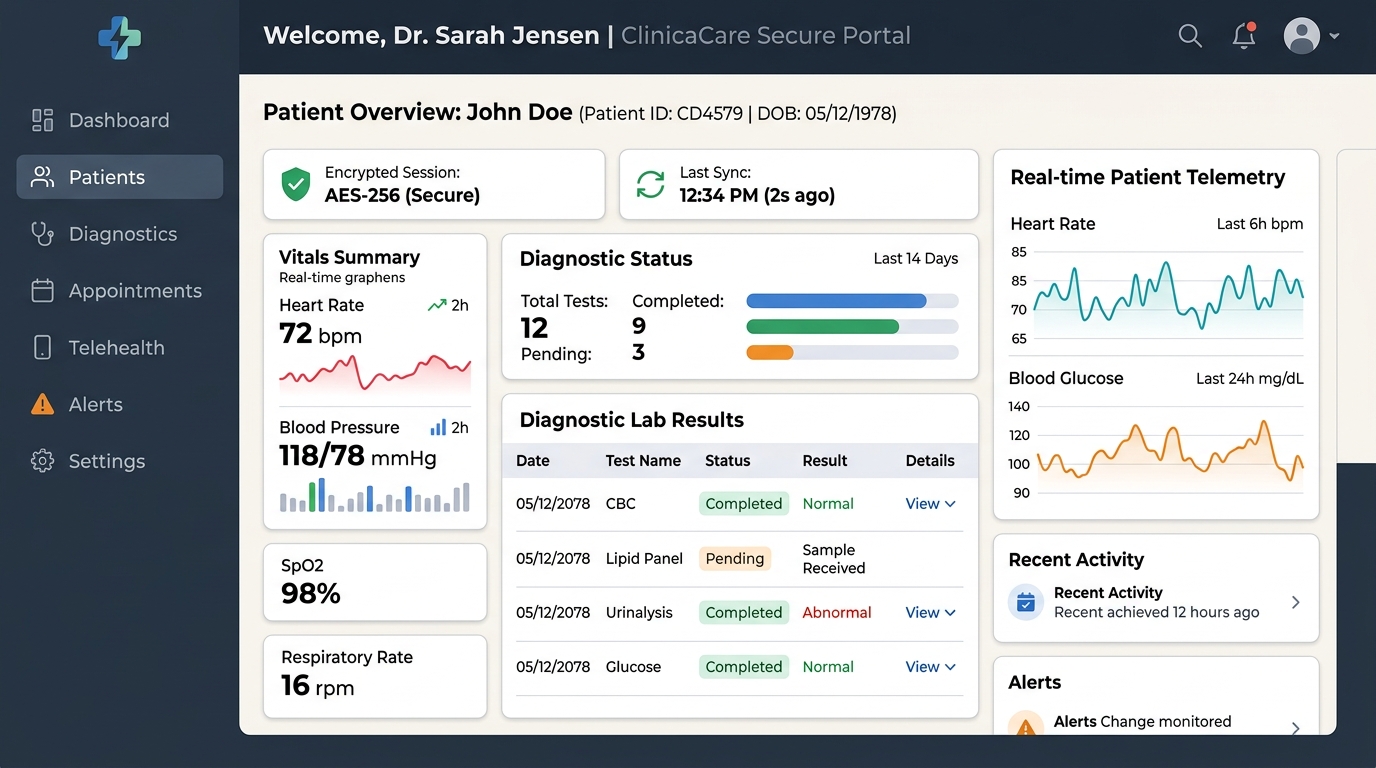 Welcome, Dr. Sarah Jensen | ClinicaCare Secure Portal
Dashboard
Patients
Diagnostics
Appointments
Telehealth
Alerts
Settings
Patient Overview: John Doe (Patient ID: CD4579 | DOB: 05/12/1978)
Encrypted Session:
AES-256 (Secure)
Last Sync:
12:34 PM (2s ago)
Vitals Summary
Real-time graphens
Heart Rate 2h
72 bpm
Blood Pressure 2h
118/78 mmHg
SpO2
98%
Respiratory Rate
16 rpm
Diagnostic Status Last 14 Days
Total Tests: Completed:
12 9
Pending: 3
Diagnostic Lab Results
Date Test Name Status Result Details
05/12/2078 CBC Completed Normal View
05/12/2078 Lipid Panel Pending Sample
Received
05/12/2078 Urinalysis Completed Abnormal View
05/12/2078 Glucose Completed Normal View
Real-time Patient Telemetry
Heart Rate Last 6h bpm
85
85
70
65
Blood Glucose Last 24h mg/dL
140
120
100
90
Recent Activity
Recent Activity
Recent achieved 12 hours ago
Alerts
Alerts Change monitored